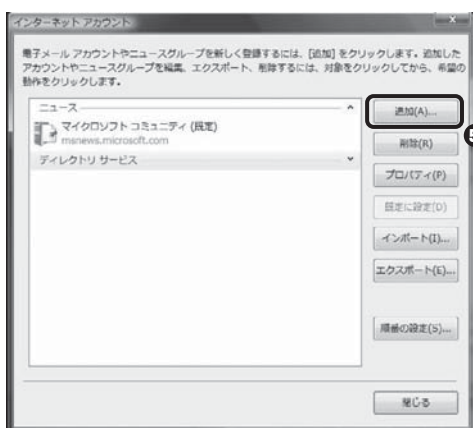 インターネット アカウント
電子メール アカウントやニュースグループを新しく登録するには、[追加] をクリックします。追加した
アカウントやニュースグループを編集、エクスポート、削除するには、対象をクリックしてから、希望の
動作をクリックします。
ニュース
マイクロソフト コミュニティ (既定)
msnews.microsoft.com
ディレクトリ サービス
追加(A)...
削除(R)
プロパティ(P)
既定に設定(D)
インポート(I)...
エクスポート(E)...
順番の設定(S)...
閉じる